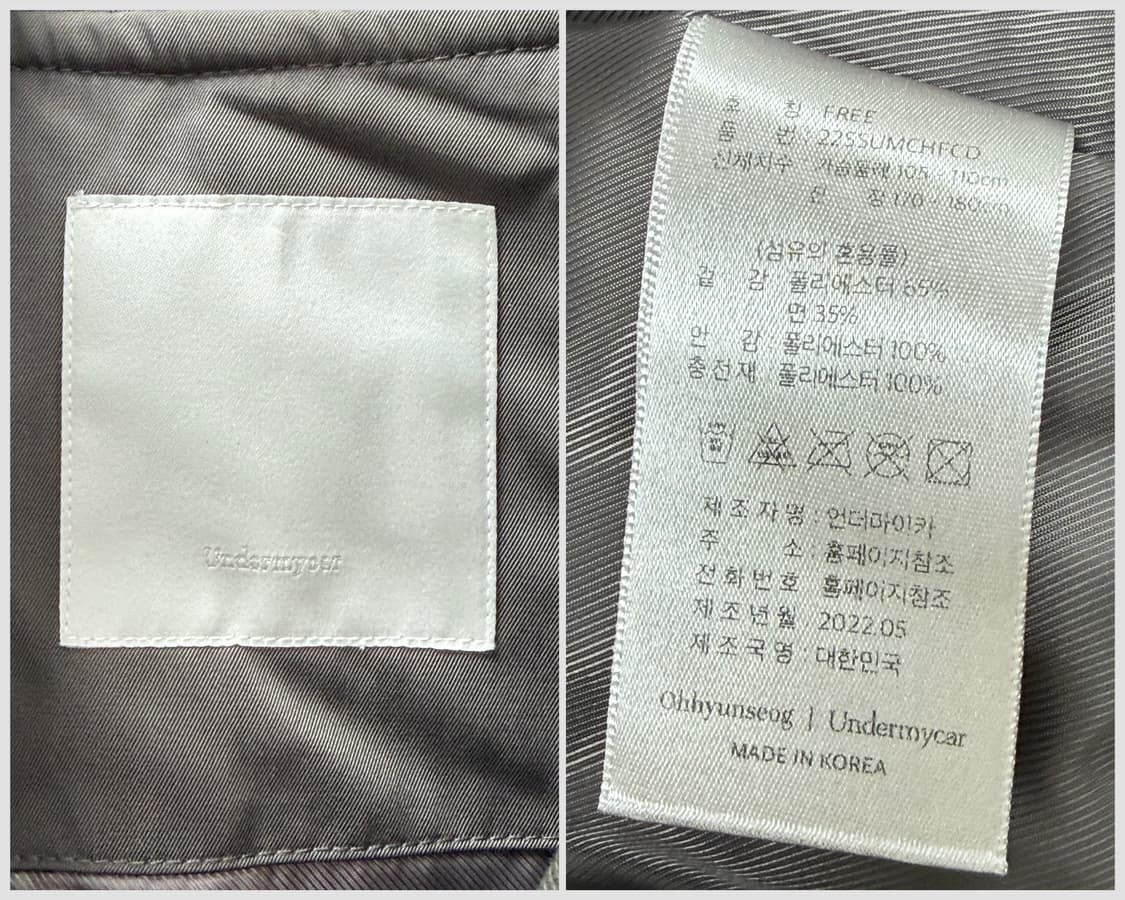 Undermycar
호 칭 : FREE
품 번 : 22SSUMCHFCD
신체치수 : 가슴둘레 105 - 110cm
신 장 170 - 180cm
(섬유의 혼용률)
겉 감 : 폴리에스터 65%
면 35%
안 감 : 폴리에스터 100%
충전재 : 폴리에스터 100%
제조자명 : 언더마이카
주 소 : 홈페이지참조
전화번호 : 홈페이지참조
제조년월 : 2022.05
제조국명 : 대한민국
Ohhyunseog | Undermycar
MADE IN KOREA